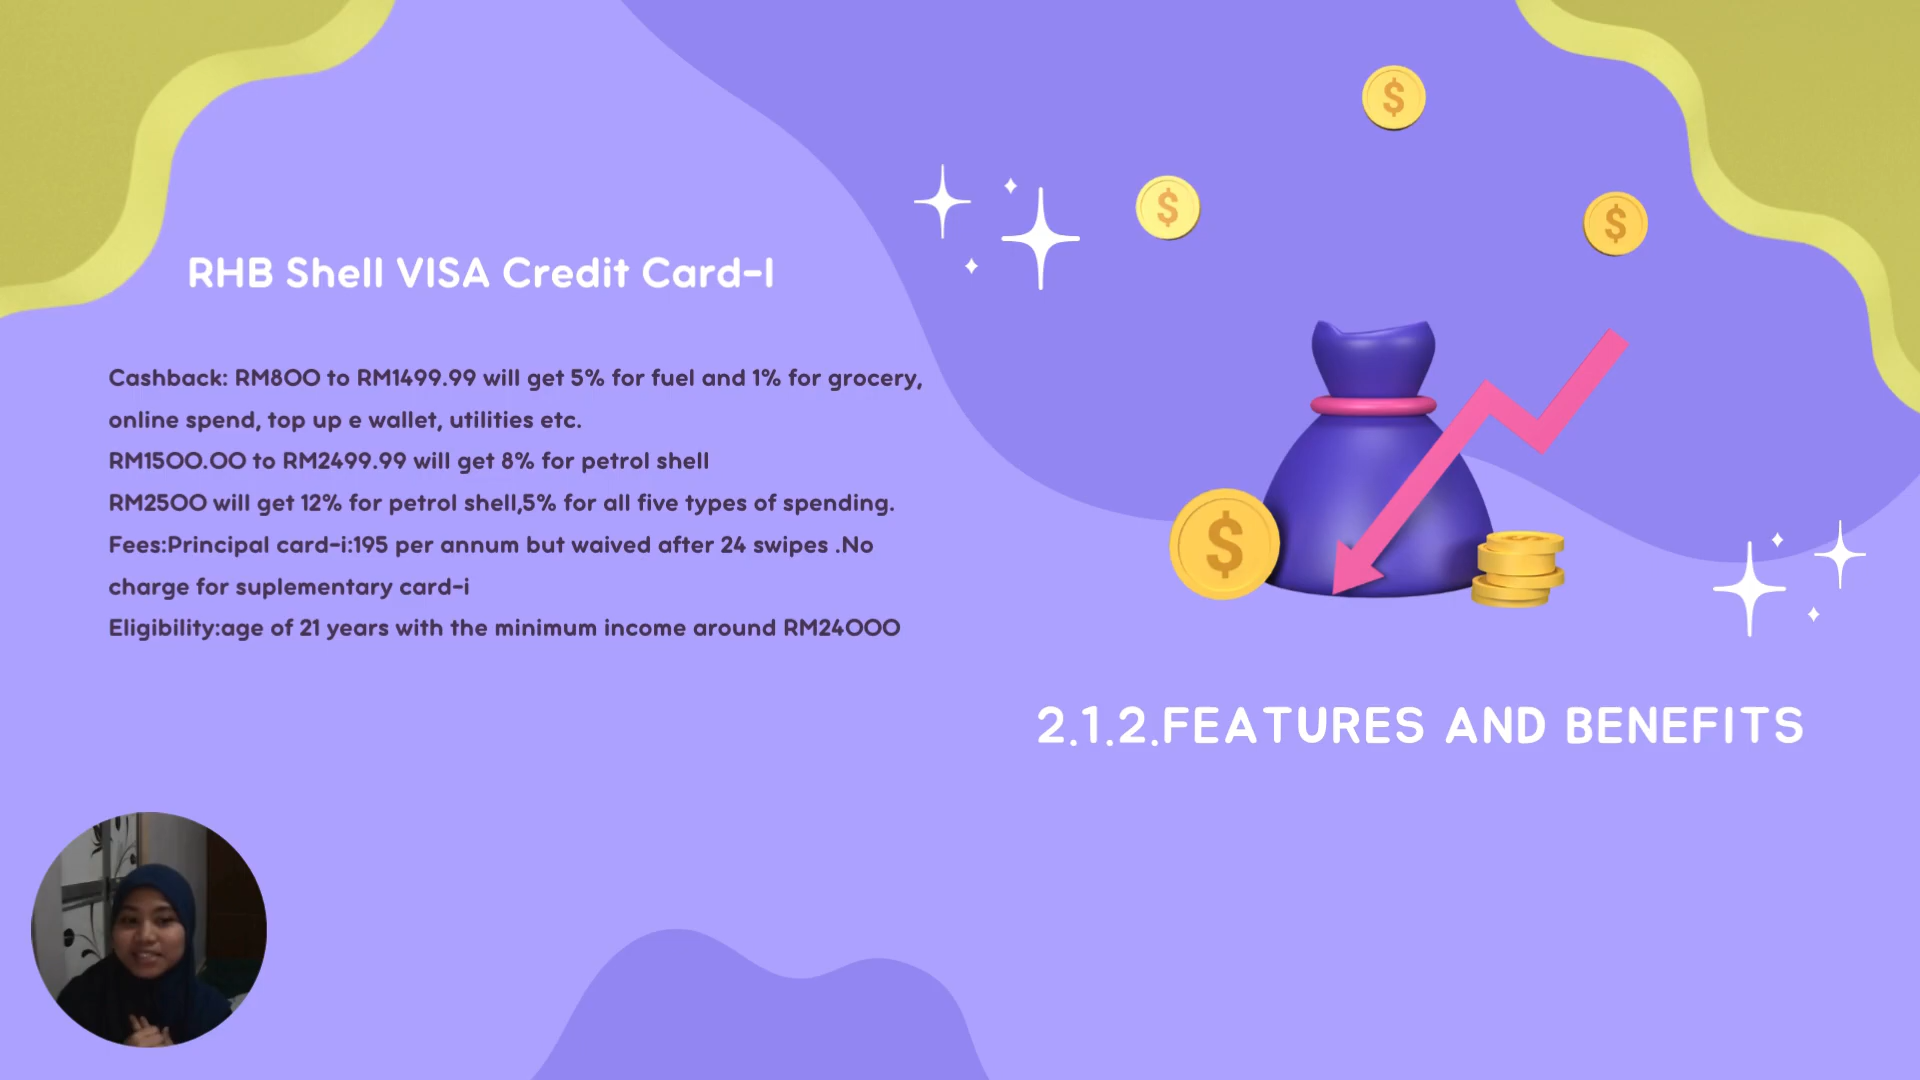 RHB Shell VISA Credit Card-I
Cashback: RM800 to RM1499.99 will get 5% for fuel and 1% for grocery,
online spend, top up e wallet, utilities etc.
RM1500.00 to RM2499.99 will get 8% for petrol shell
RM2500 will get 12% for petrol shell,5% for all five types of spending.
Fees:Principal card-i:195 per annum but waived after 24 swipes .No
charge for suplementary card-i
Eligibility:age of 21 years with the minimum income around RM24000
$
$
$
$
2.1.2.FEATURES AND BENEFITS